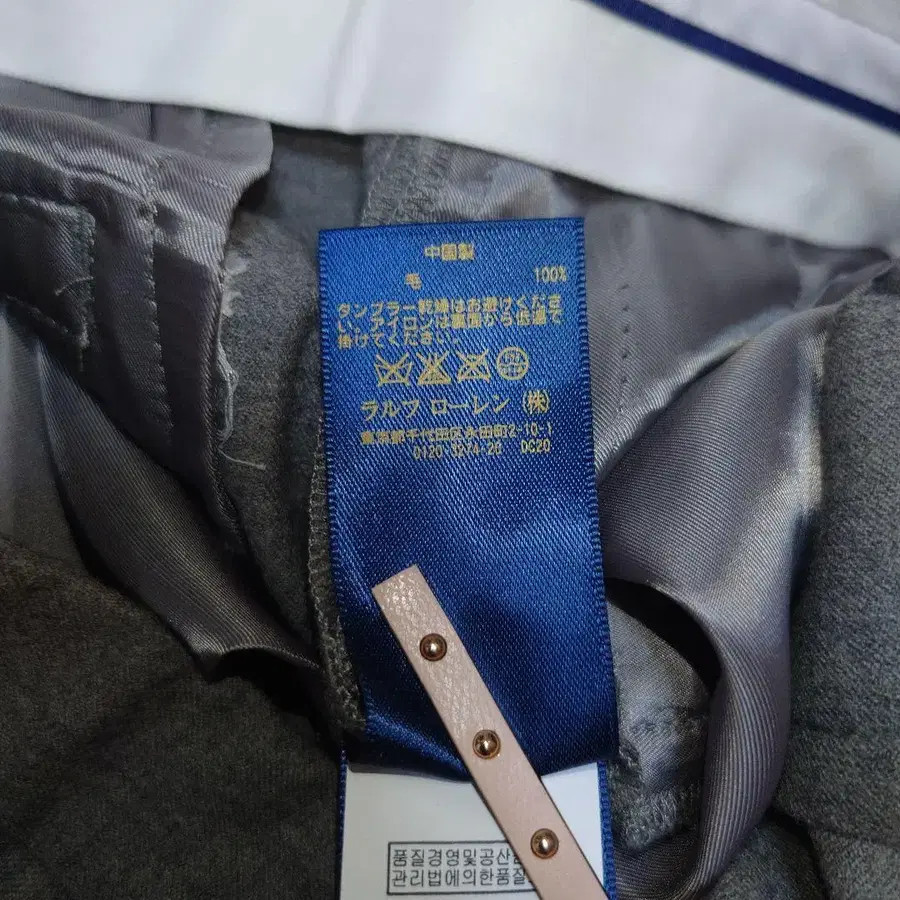 中国製
毛 100%
タンブラー乾燥はお避けくださ
い。アイロンは裏面から低温で
掛けてください。
ラルフ ローレン (株)
東京都千代田区永田町2-10-1
0120-3274-20 DC20
품질경영및공산
관리법에의한품질